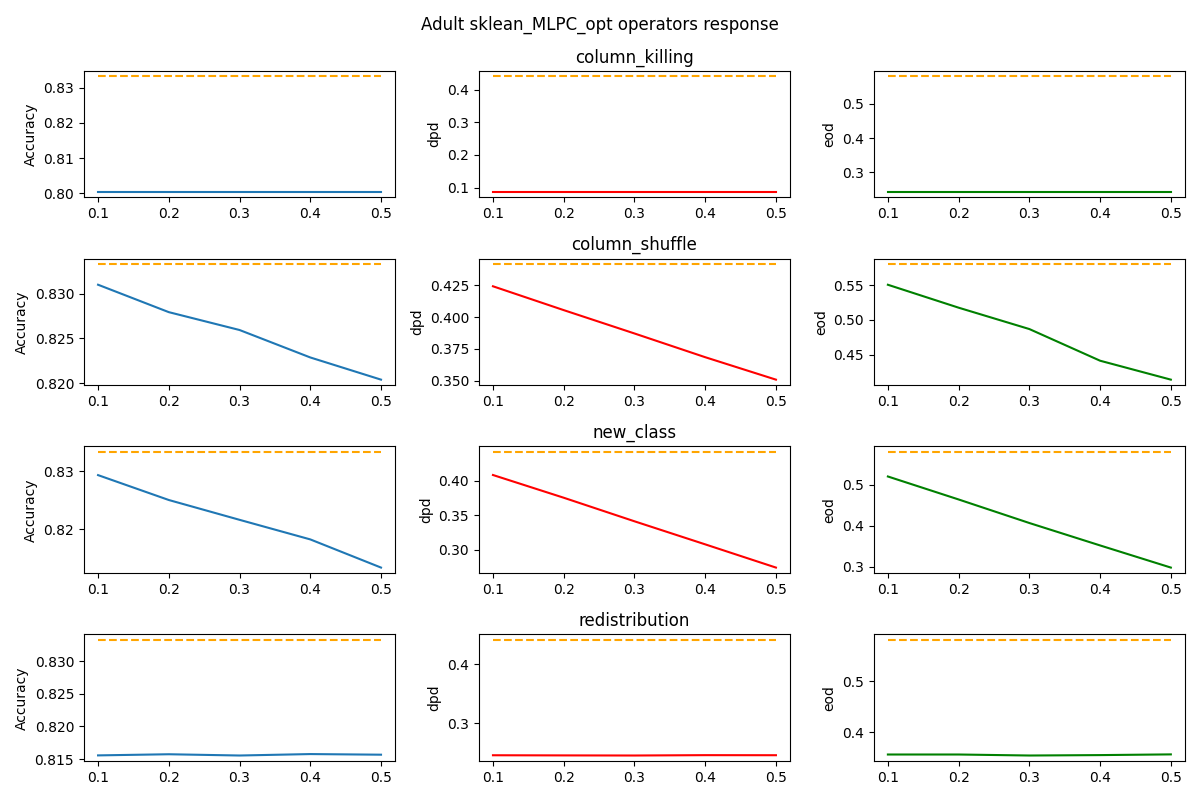 Adult sklean_MLPC_opt operators response
column_killing
Accuracy
0.83
0.82
0.81
0.80
0.1 0.2 0.3 0.4 0.5
dpd
0.4
0.3
0.2
0.1
0.1 0.2 0.3 0.4 0.5
eod
0.5
0.4
0.3
0.1 0.2 0.3 0.4 0.5
column_shuffle
Accuracy
0.830
0.825
0.820
0.1 0.2 0.3 0.4 0.5
dpd
0.425
0.400
0.375
0.350
0.1 0.2 0.3 0.4 0.5
eod
0.55
0.50
0.45
0.1 0.2 0.3 0.4 0.5
new_class
Accuracy
0.83
0.82
0.1 0.2 0.3 0.4 0.5
dpd
0.40
0.35
0.30
0.1 0.2 0.3 0.4 0.5
eod
0.5
0.4
0.3
0.1 0.2 0.3 0.4 0.5
redistribution
Accuracy
0.830
0.825
0.820
0.815
0.1 0.2 0.3 0.4 0.5
dpd
0.4
0.3
0.1 0.2 0.3 0.4 0.5
eod
0.5
0.4
0.1 0.2 0.3 0.4 0.5